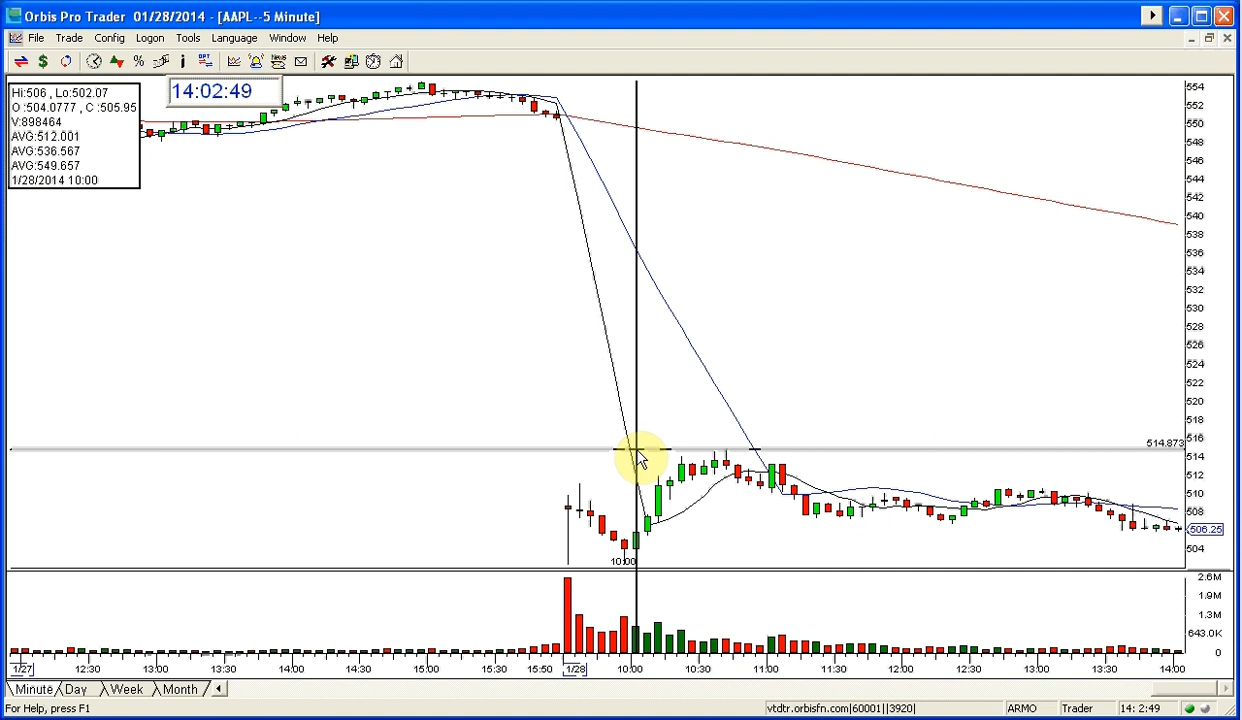 Orbis Pro Trader 01/28/2014 - [AAPL--5 Minute]
File Trade Config Logon Tools Language Window Help
Hi:506 , Lo:502.07
O :504.0777 , C :505.95
V:898464
AVG:512.001
AVG:536.567
AVG:549.657
1/28/2014 10:00
14:02:49
554
552
550
548
546
544
542
540
538
536
534
532
530
528
526
524
522
520
518
516
514.873
514
512
510
508
506.25
504
10:00
2.6M
1.9M
1.3M
643.0K
0
1/27 12:30 13:00 13:30 14:00 14:30 15:00 15:30 15:50 1/28 10:00 10:30 11:00 11:30 12:00 12:30 13:00 13:30 14:00
Minute Day Week Month
For Help, press F1
vtdtr.orbisfn.com|60001||3920| ARMO Trader 14: 2:49